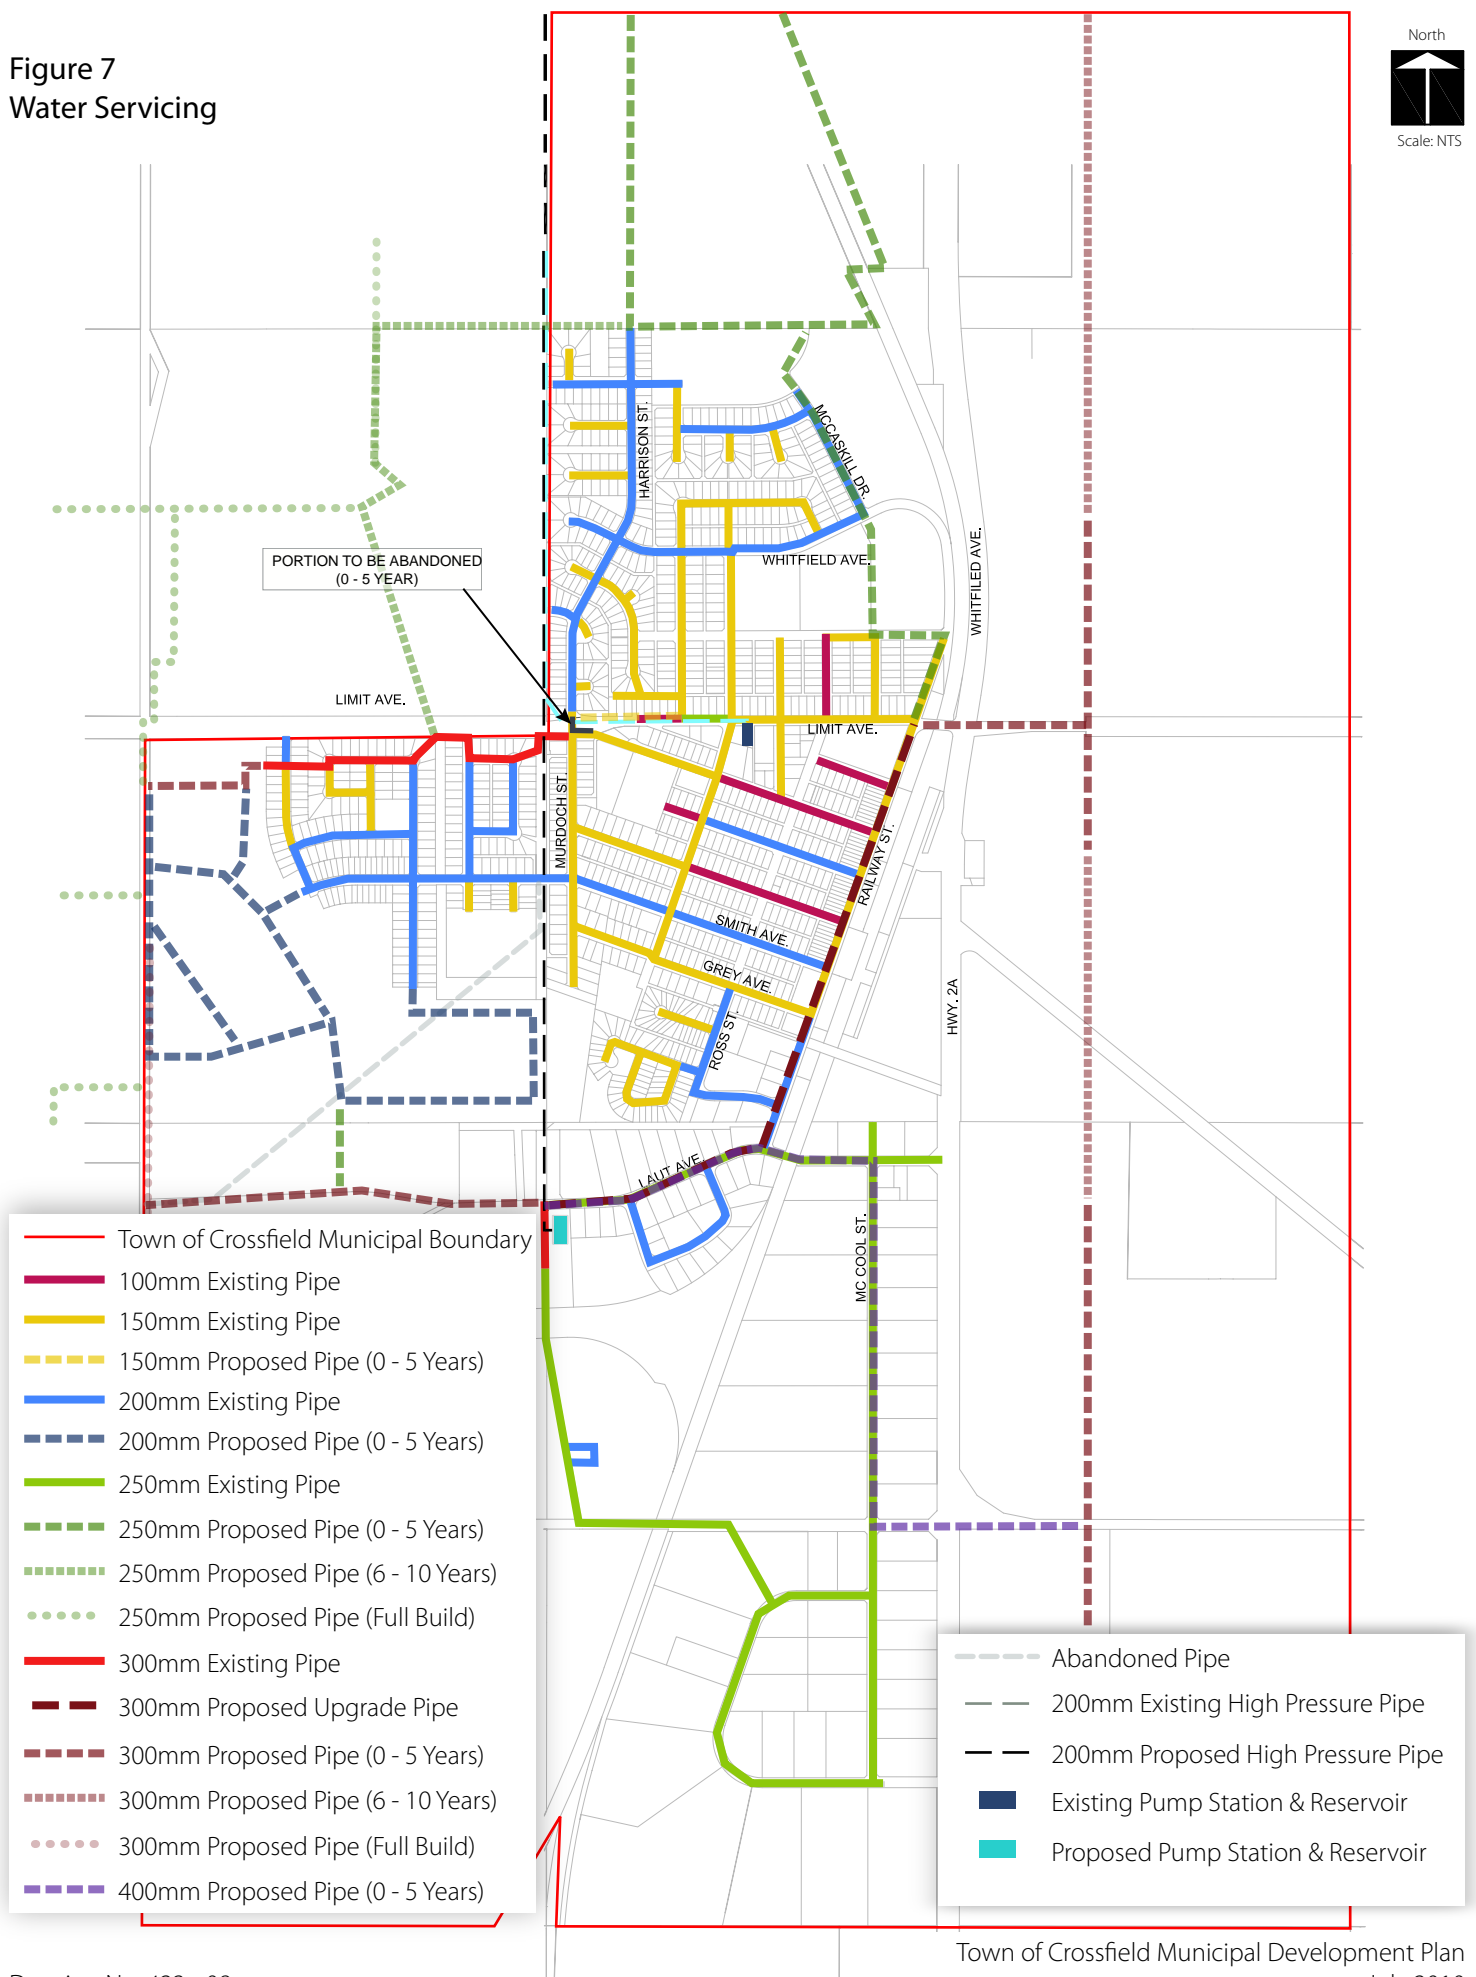 Figure 7
Water Servicing
North
Scale: NTS
HARRISON ST.
MCCASKILL DR.
WHITFIELD AVE.
WHITFILED AVE.
PORTION TO BE ABANDONED
(0 - 5 YEAR)
LIMIT AVE.
LIMIT AVE.
MURDOCH ST.
RAILWAY ST.
SMITH AVE.
GREY AVE.
ROSS ST.
HWY. 2A
LAUT AVE.
MC COOL ST.
Town of Crossfield Municipal Boundary
100mm Existing Pipe
150mm Existing Pipe
150mm Proposed Pipe (0 - 5 Years)
200mm Existing Pipe
200mm Proposed Pipe (0 - 5 Years)
250mm Existing Pipe
250mm Proposed Pipe (0 - 5 Years)
250mm Proposed Pipe (6 - 10 Years)
250mm Proposed Pipe (Full Build)
300mm Existing Pipe
300mm Proposed Upgrade Pipe
300mm Proposed Pipe (0 - 5 Years)
300mm Proposed Pipe (6 - 10 Years)
300mm Proposed Pipe (Full Build)
400mm Proposed Pipe (0 - 5 Years)
Abandoned Pipe
200mm Existing High Pressure Pipe
200mm Proposed High Pressure Pipe
Existing Pump Station & Reservoir
Proposed Pump Station & Reservoir
Town of Crossfield Municipal Development Plan